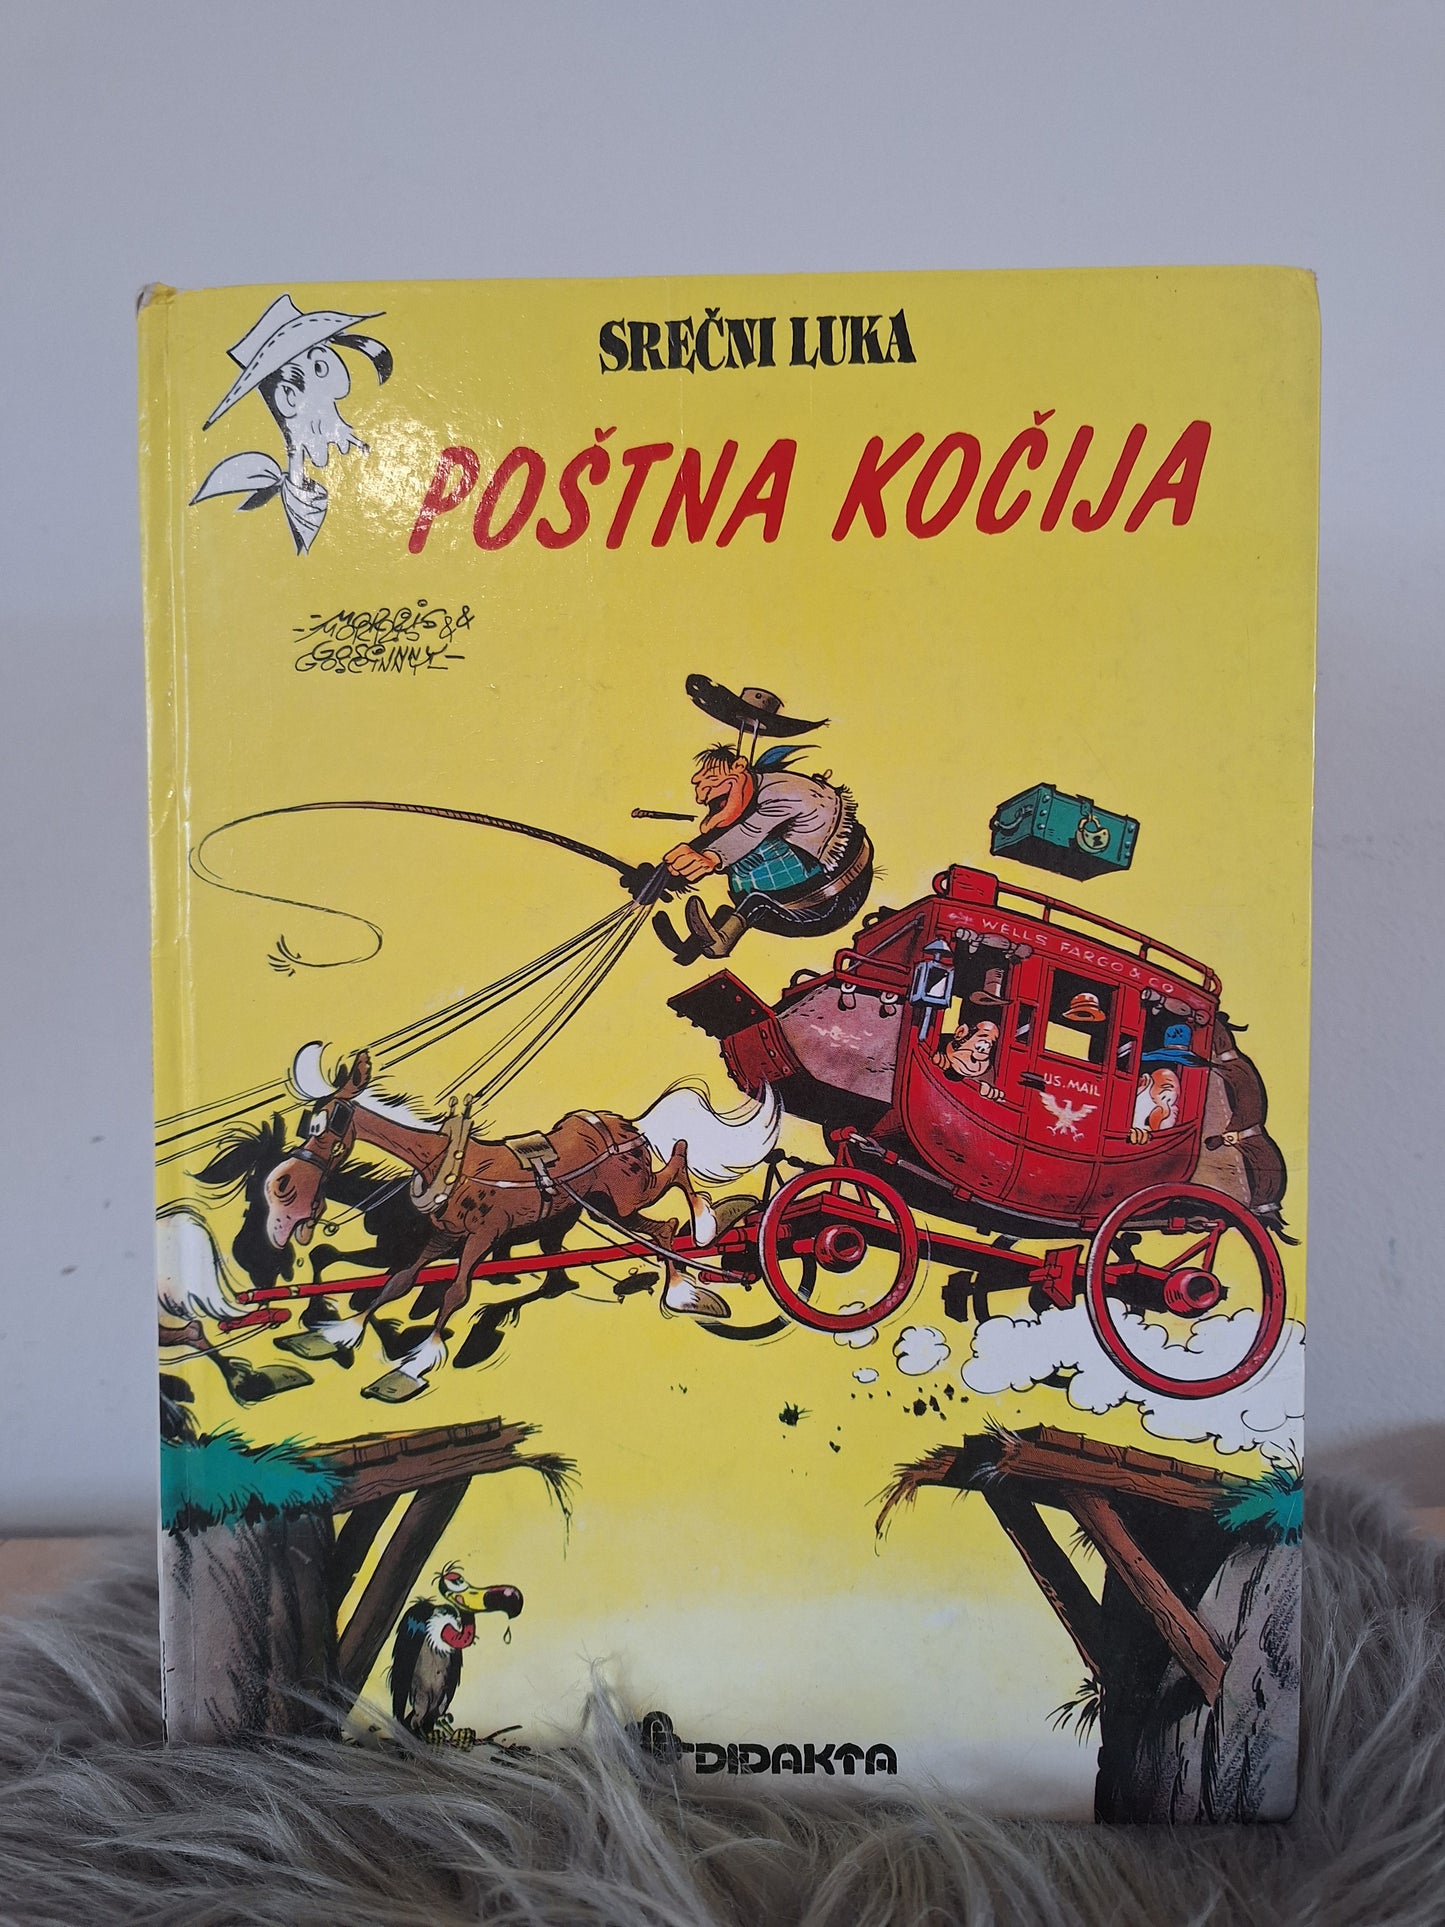 SREČNI LUKA
POŠTNA KOČIJA
-MORRIS &
GOSCINNY-
WELLS FARGO & CO
U.S. MAIL
DIDAKTA